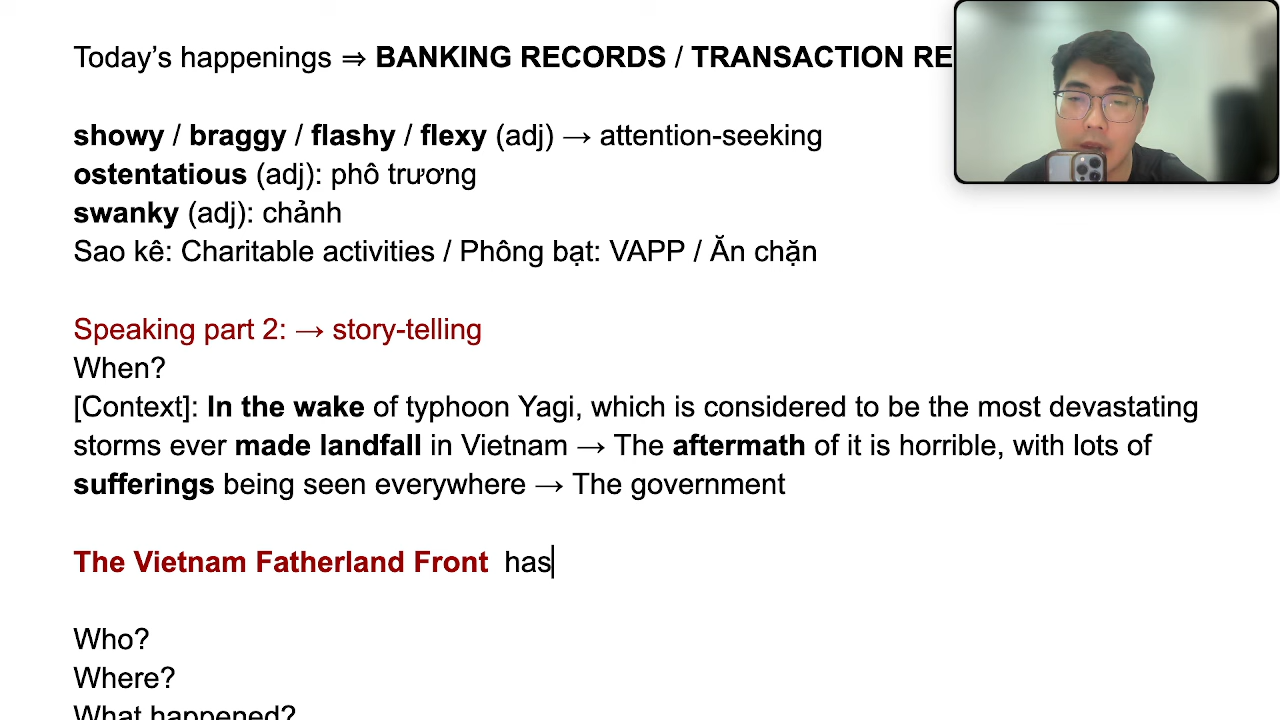 Today’s happenings ⇒ BANKING RECORDS / TRANSACTION
showy / braggy / flashy / flexy (adj) → attention-seeking
ostentatious (adj): phô trương
swanky (adj): chảnh
Sao kê: Charitable activities / Phông bạt: VAPP / Ăn chặn
Speaking part 2: → story-telling
When?
[Context]: In the wake of typhoon Yagi, which is considered to be the most devastating
storms ever made landfall in Vietnam → The aftermath of it is horrible, with lots of
sufferings being seen everywhere → The government
The Vietnam Fatherland Front has
Who?
Where?
What happened?